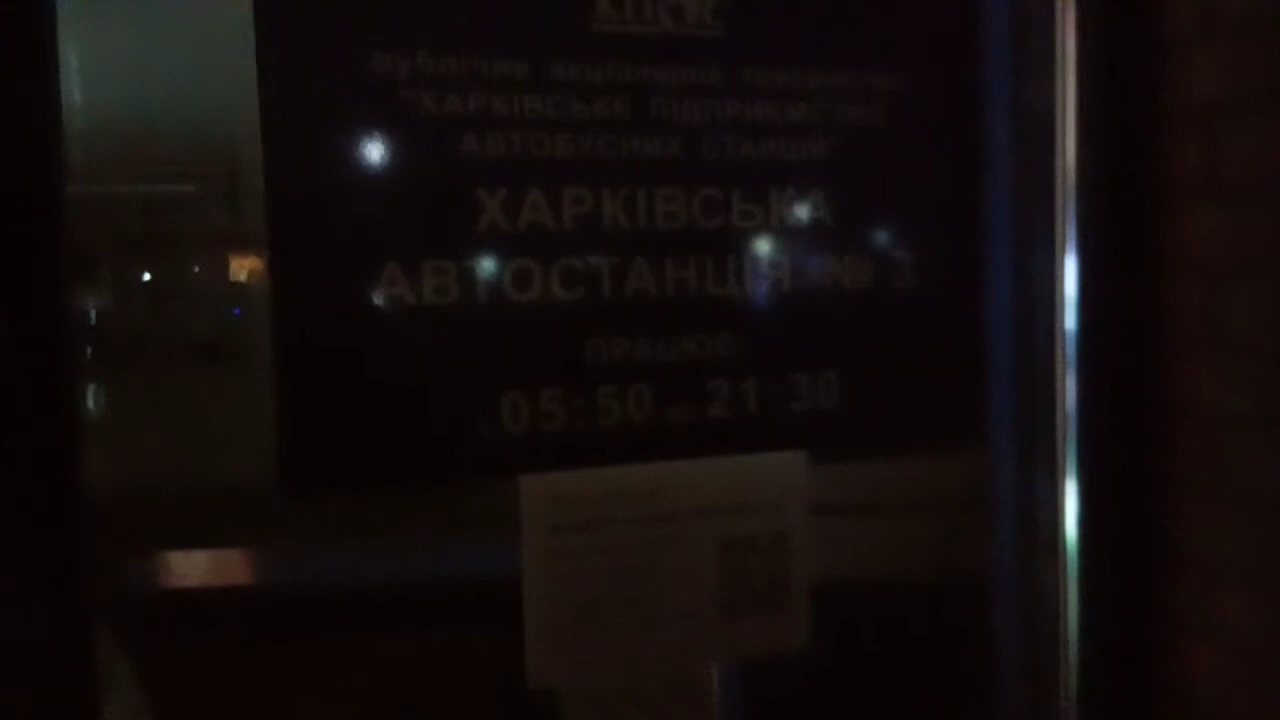 публічне акціонерне товариство
"ХАРКІВСЬКЕ ПІДПРИЄМСТВО
АВТОБУСНИХ СТАНЦІЙ"
ХАРКІВСЬКА
АВТОСТАНЦІЯ № 3
ПРАЦЮЄ
05:50 - 21:30